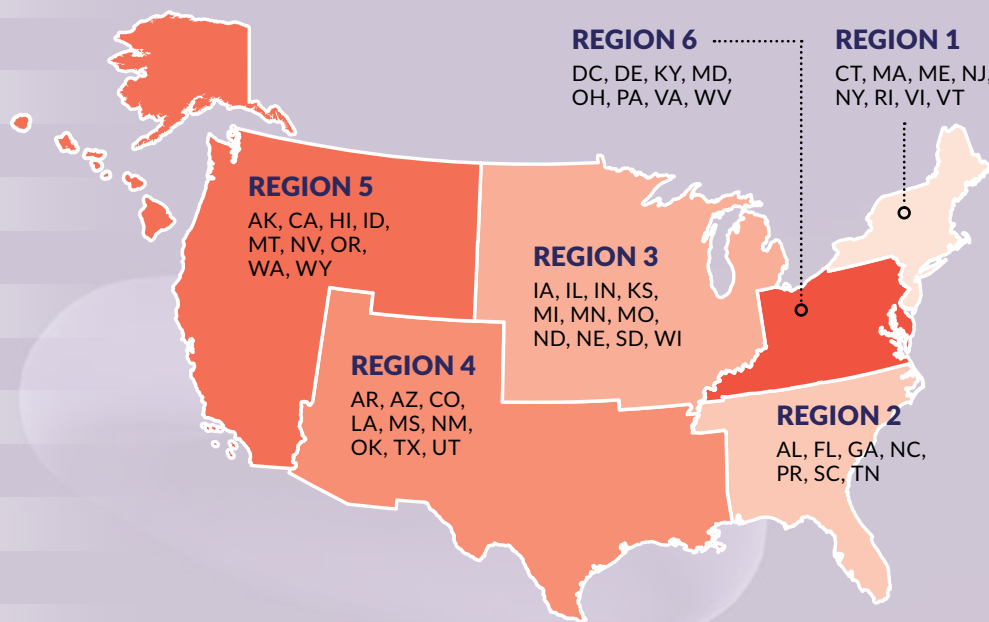 REGION 6
DC, DE, KY, MD,
OH, PA, VA, WV
REGION 1
CT, MA, ME, NJ,
NY, RI, VI, VT
REGION 5
AK, CA, HI, ID,
MT, NV, OR,
WA, WY
REGION 3
IA, IL, IN, KS,
MI, MN, MO,
ND, NE, SD, WI
REGION 4
AR, AZ, CO,
LA, MS, NM,
OK, TX, UT
REGION 2
AL, FL, GA, NC,
PR, SC, TN